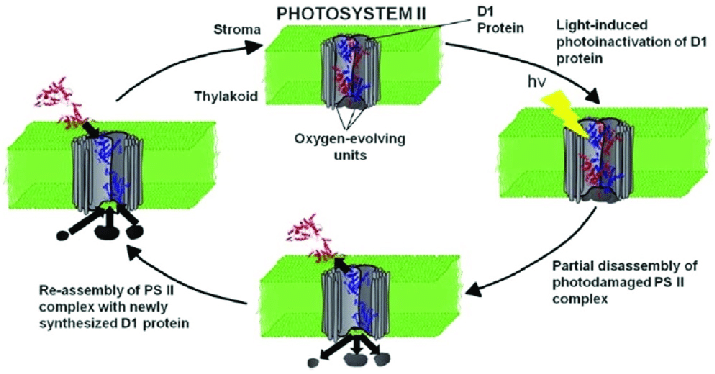 PHOTOSYSTEM II
Stroma
D1
Protein
Light-induced
photoinactivation of D1
protein
hν
Thylakoid
Oxygen-evolving
units
Partial disassembly of
photodamaged PS II
complex
Re-assembly of PS II
complex with newly
synthesized D1 protein